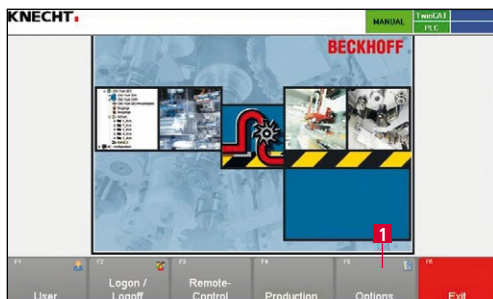 KNECHT
MANUAL
TwinCAT
PLC
BECKHOFF
1
F1
F2
F3
F4
F5
F6
User
Logon /
Logoff
Remote-
Control
Production
Options
Exit